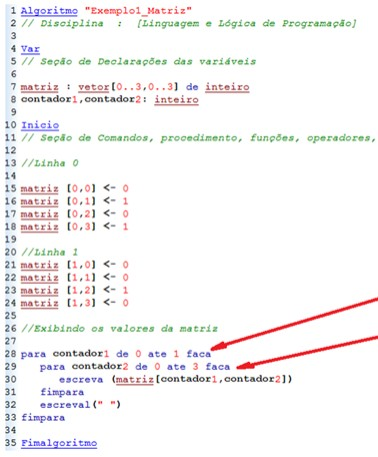 1 Algoritmo "Exemplo1_Matriz"
2 // Disciplina : [Linguagem e Lógica de Programação]
3
4 Var
5 // Seção de Declarações das variáveis
6
7 matriz : vetor[0..3,0..3] de inteiro
8 contador1,contador2: inteiro
9
10 Inicio
11 // Seção de Comandos, procedimento, funções, operadores,
12
13 //Linha 0
14
15 matriz [0,0] <- 0
16 matriz [0,1] <- 1
17 matriz [0,2] <- 0
18 matriz [0,3] <- 1
19
20 //Linha 1
21 matriz [1,0] <- 0
22 matriz [1,1] <- 0
23 matriz [1,2] <- 1
24 matriz [1,3] <- 0
25
26 //Exibindo os valores da matriz
27
28 para contador1 de 0 ate 1 faca
29 para contador2 de 0 ate 3 faca
30 escreva (matriz[contador1,contador2])
31 fimpara
32 escreval(" ")
33 fimpara
34
35 Fimalgoritmo